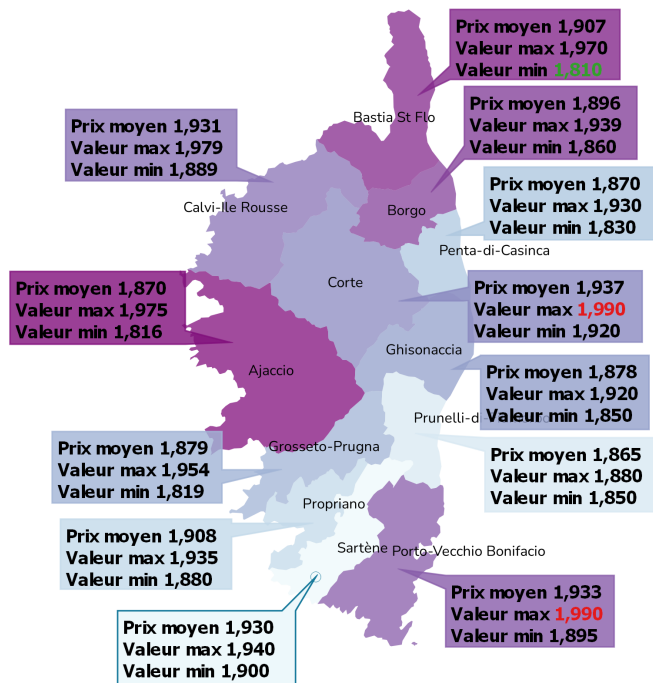 Prix moyen 1,907
Valeur max 1,970
Valeur min 1,810
Bastia St Flo
Prix moyen 1,896
Valeur max 1,939
Valeur min 1,860
Prix moyen 1,931
Valeur max 1,979
Valeur min 1,889
Calvi-Ile Rousse
Borgo
Prix moyen 1,870
Valeur max 1,930
Valeur min 1,830
Penta-di-Casinca
Corte
Prix moyen 1,870
Valeur max 1,975
Valeur min 1,816
Prix moyen 1,937
Valeur max 1,990
Valeur min 1,920
Ghisonaccia
Ajaccio
Prix moyen 1,878
Valeur max 1,920
Valeur min 1,850
Prunelli-d
Grosseto-Prugna
Prix moyen 1,879
Valeur max 1,954
Valeur min 1,819
Prix moyen 1,865
Valeur max 1,880
Valeur min 1,850
Propriano
Prix moyen 1,908
Valeur max 1,935
Valeur min 1,880
Sartène
Porto-Vecchio Bonifacio
Prix moyen 1,933
Valeur max 1,990
Valeur min 1,895
Prix moyen 1,930
Valeur max 1,940
Valeur min 1,900